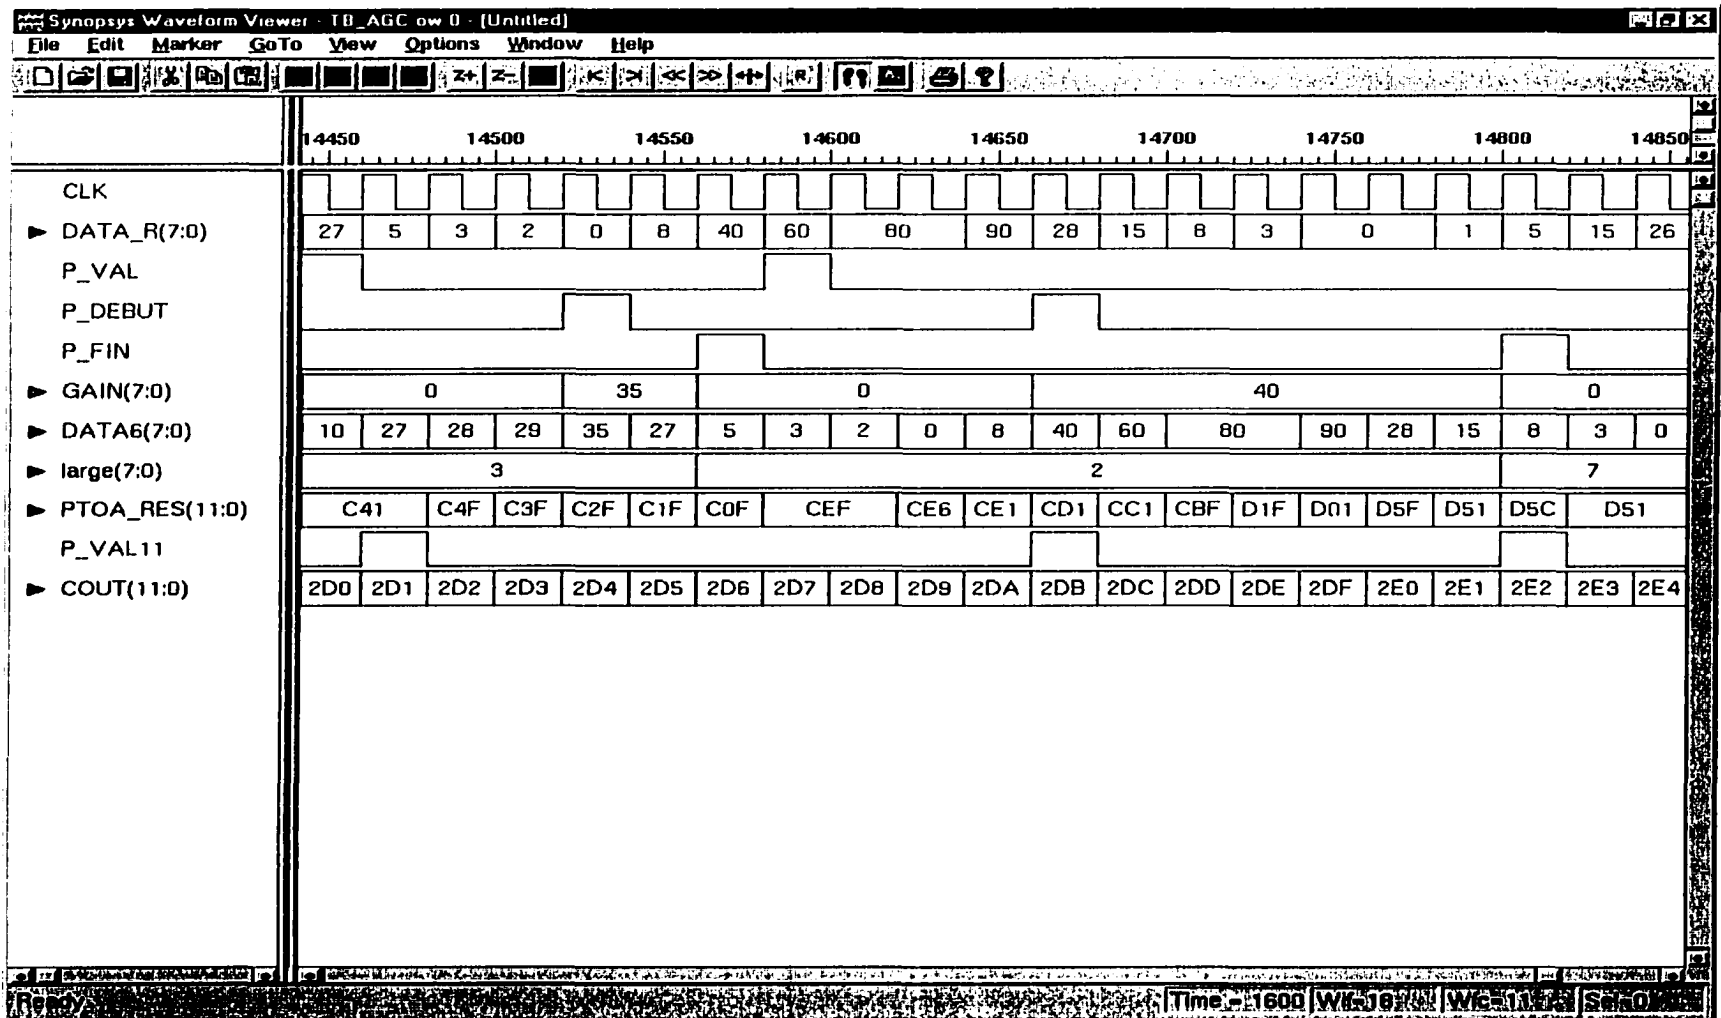 Synopsys Waveform Viewer - TB_AGC ow 0 - [Untitled]
File Edit Marker GoTo View Options Window Help
Z+ Z- R
14450 14500 14550 14600 14650 14700 14750 14800 14850
CLK
DATA_R(7:0) 27 5 3 2 0 8 40 60 80 90 28 15 8 3 0 1 5 15 26
P_VAL
P_DEBUT
P_FIN
GAIN(7:0) 0 35 0 40 0
DATA6(7:0) 10 27 28 29 35 27 5 3 2 0 8 40 60 80 90 28 15 8 3 0
large(7:0) 3 2 7
PTOA_RES(11:0) C41 C4F C3F C2F C1F C0F CEF CE6 CE1 CD1 CC1 CBF D1F D01 D5F D51 D5C D51
P_VAL11
COUT(11:0) 2D0 2D1 2D2 2D3 2D4 2D5 2D6 2D7 2D8 2D9 2DA 2DB 2DC 2DD 2DE 2DF 2E0 2E1 2E2 2E3 2E4
Ready Time = 1600 Wf=18 Wfc=11 Sel=0